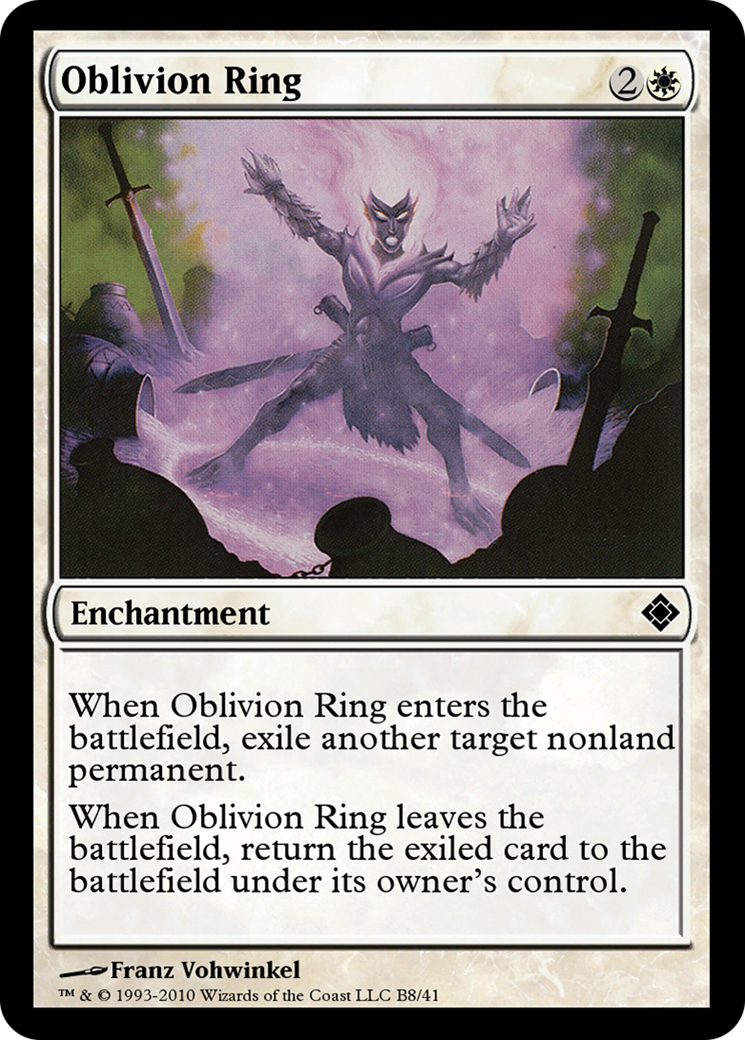 Oblivion Ring 2
Enchantment
When Oblivion Ring enters the
battlefield, exile another target nonland
permanent.
When Oblivion Ring leaves the
battlefield, return the exiled card to the
battlefield under its owner's control.
Franz Vohwinkel
™ & © 1993-2010 Wizards of the Coast LLC B8/41